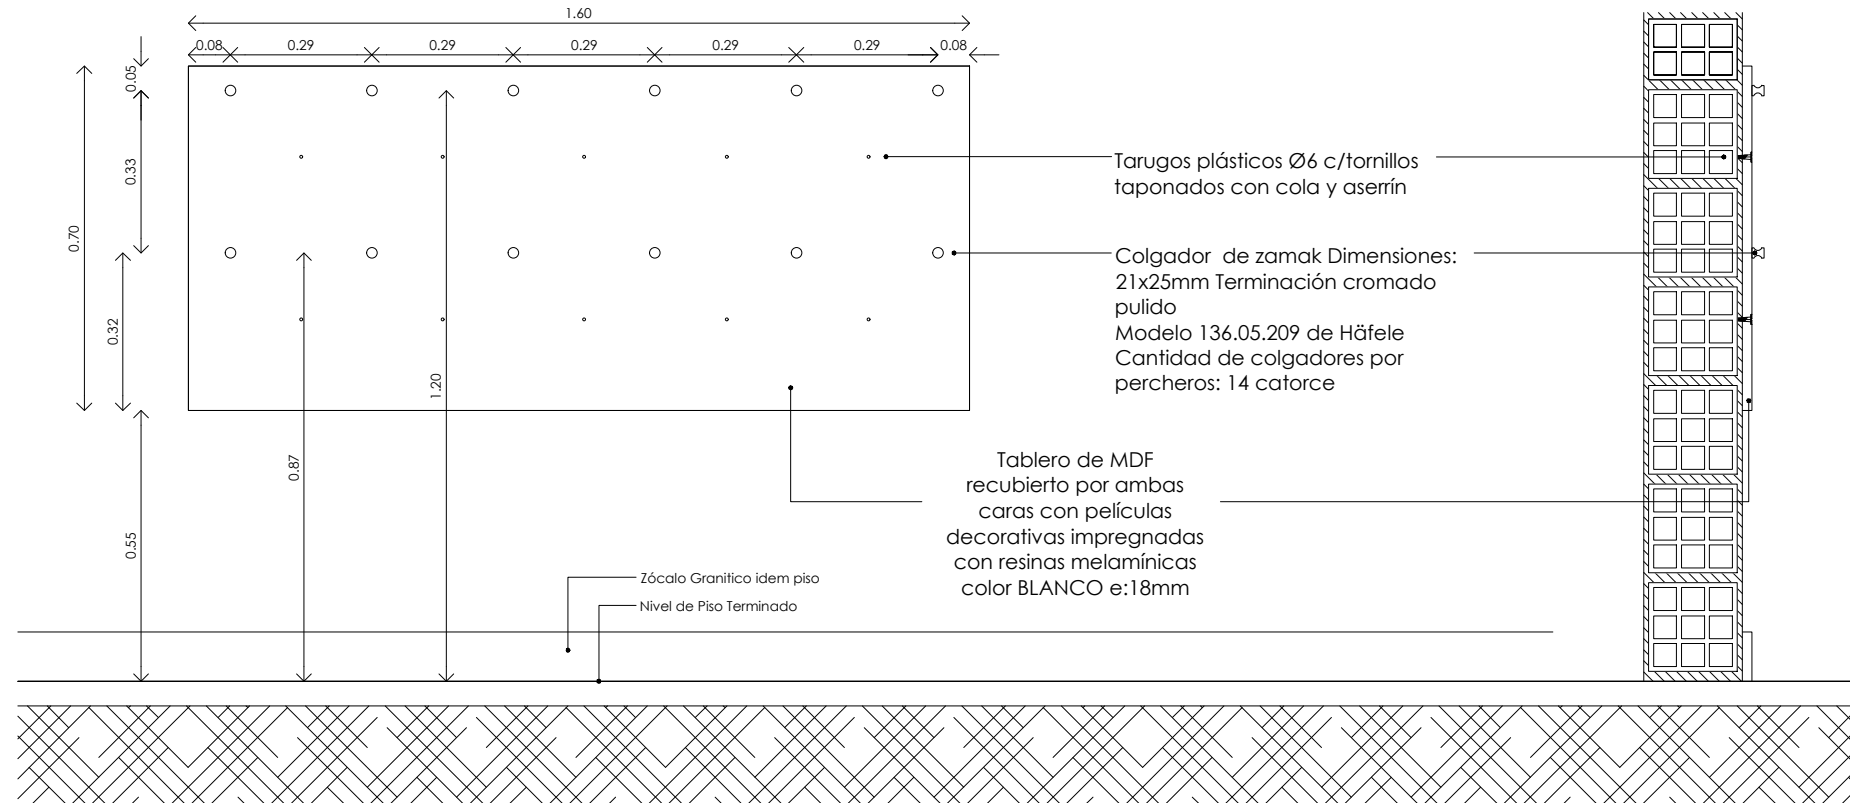 1.60
0.08
0.29
0.29
0.29
0.29
0.29
0.08
0.05
0.33
0.70
0.32
0.55
0.87
1.20
Tarugos plásticos Ø6 c/tornillos
taponados con cola y aserrín
Colgador de zamak Dimensiones:
21x25mm Terminación cromado
pulido
Modelo 136.05.209 de Häfele
Cantidad de colgadores por
percheros: 14 catorce
Tablero de MDF
recubierto por ambas
caras con películas
decorativas impregnadas
con resinas melamínicas
color BLANCO e:18mm
Zócalo Granitico idem piso
Nivel de Piso Terminado